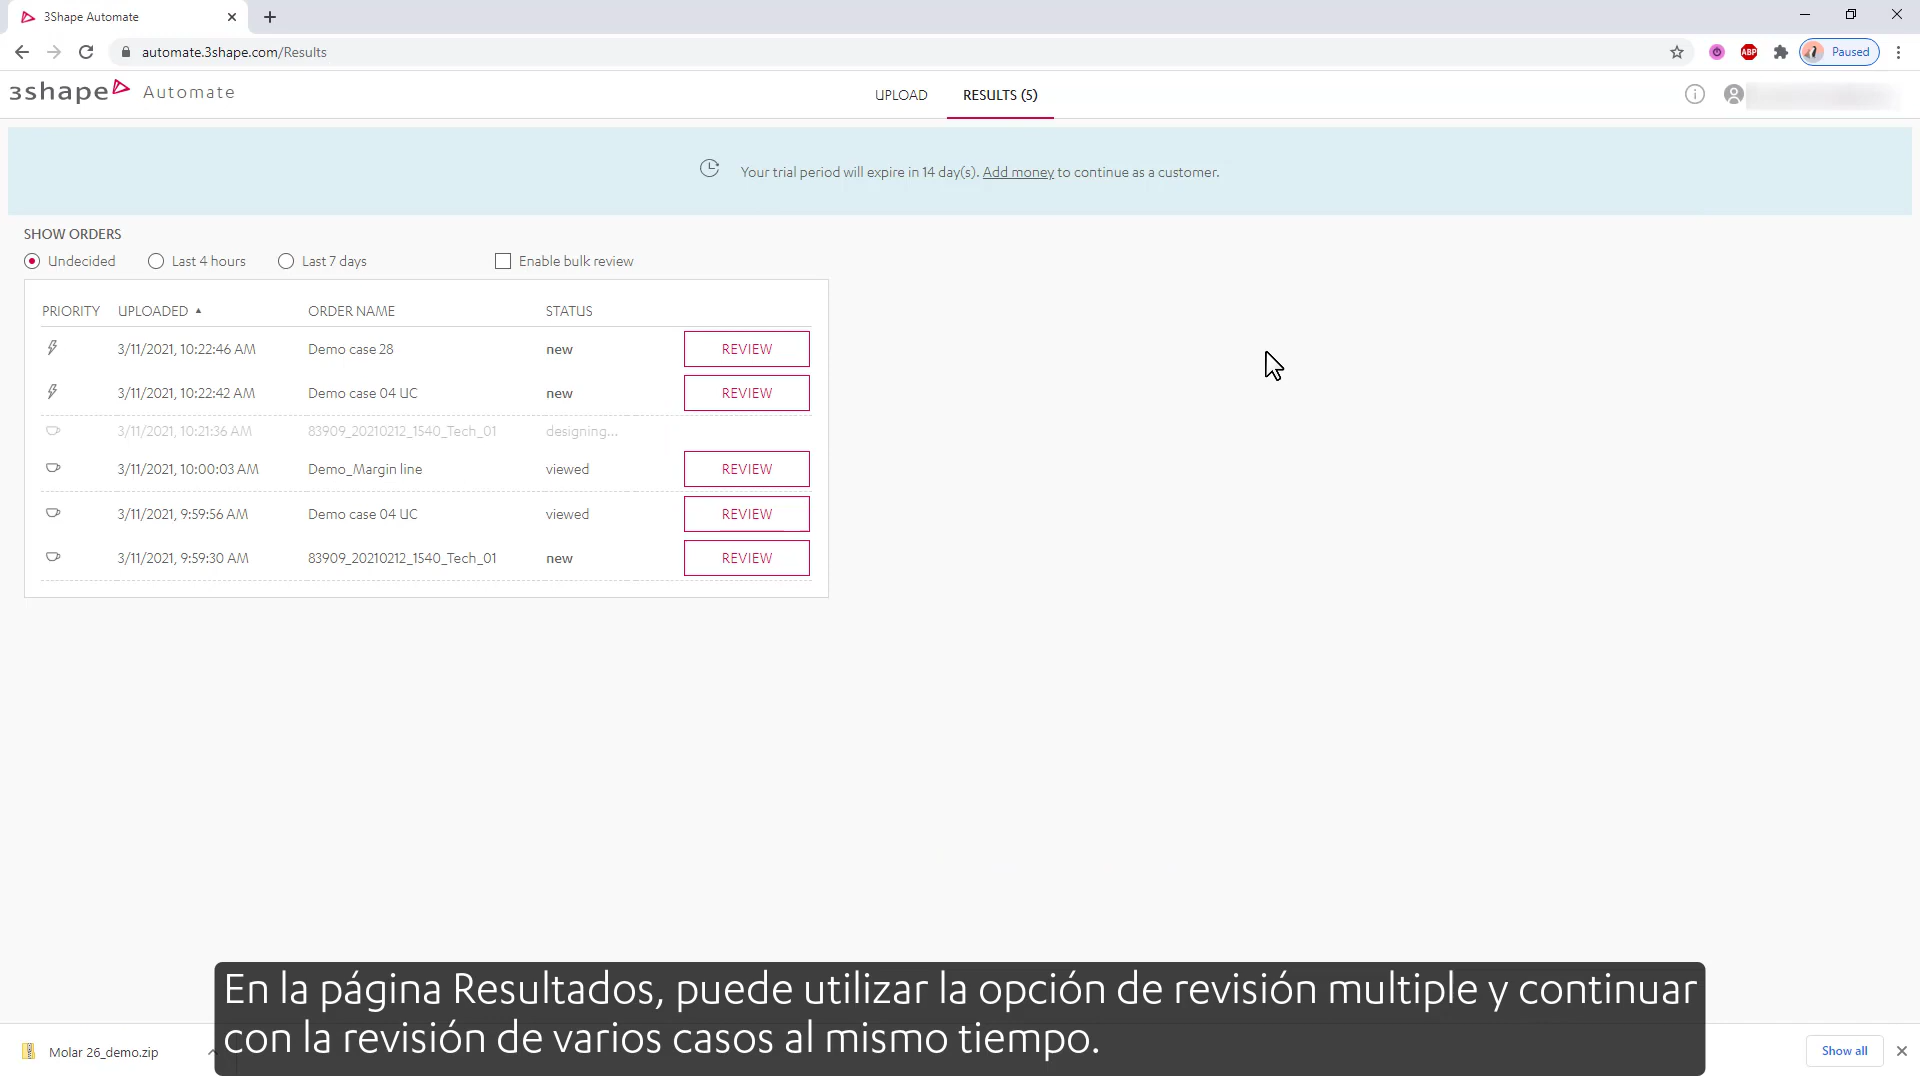 3Shape Automate
automate.3shape.com/Results
ABP
Paused
3shape Automate
UPLOAD
RESULTS (5)
Your trial period will expire in 14 day(s). Add money to continue as a customer.
SHOW ORDERS
Undecided
Last 4 hours
Last 7 days
Enable bulk review
PRIORITY UPLOADED ORDER NAME STATUS
3/11/2021, 10:22:46 AM Demo case 28 new REVIEW
3/11/2021, 10:22:42 AM Demo case 04 UC new REVIEW
3/11/2021, 10:21:36 AM 83909_20210212_1540_Tech_01 designing...
3/11/2021, 10:00:03 AM Demo_Margin line viewed REVIEW
3/11/2021, 9:59:56 AM Demo case 04 UC viewed REVIEW
3/11/2021, 9:59:30 AM 83909_20210212_1540_Tech_01 new REVIEW
En la página Resultados, puede utilizar la opción de revisión multiple y continuar
con la revisión de varios casos al mismo tiempo.
Molar 26_demo.zip
Show all